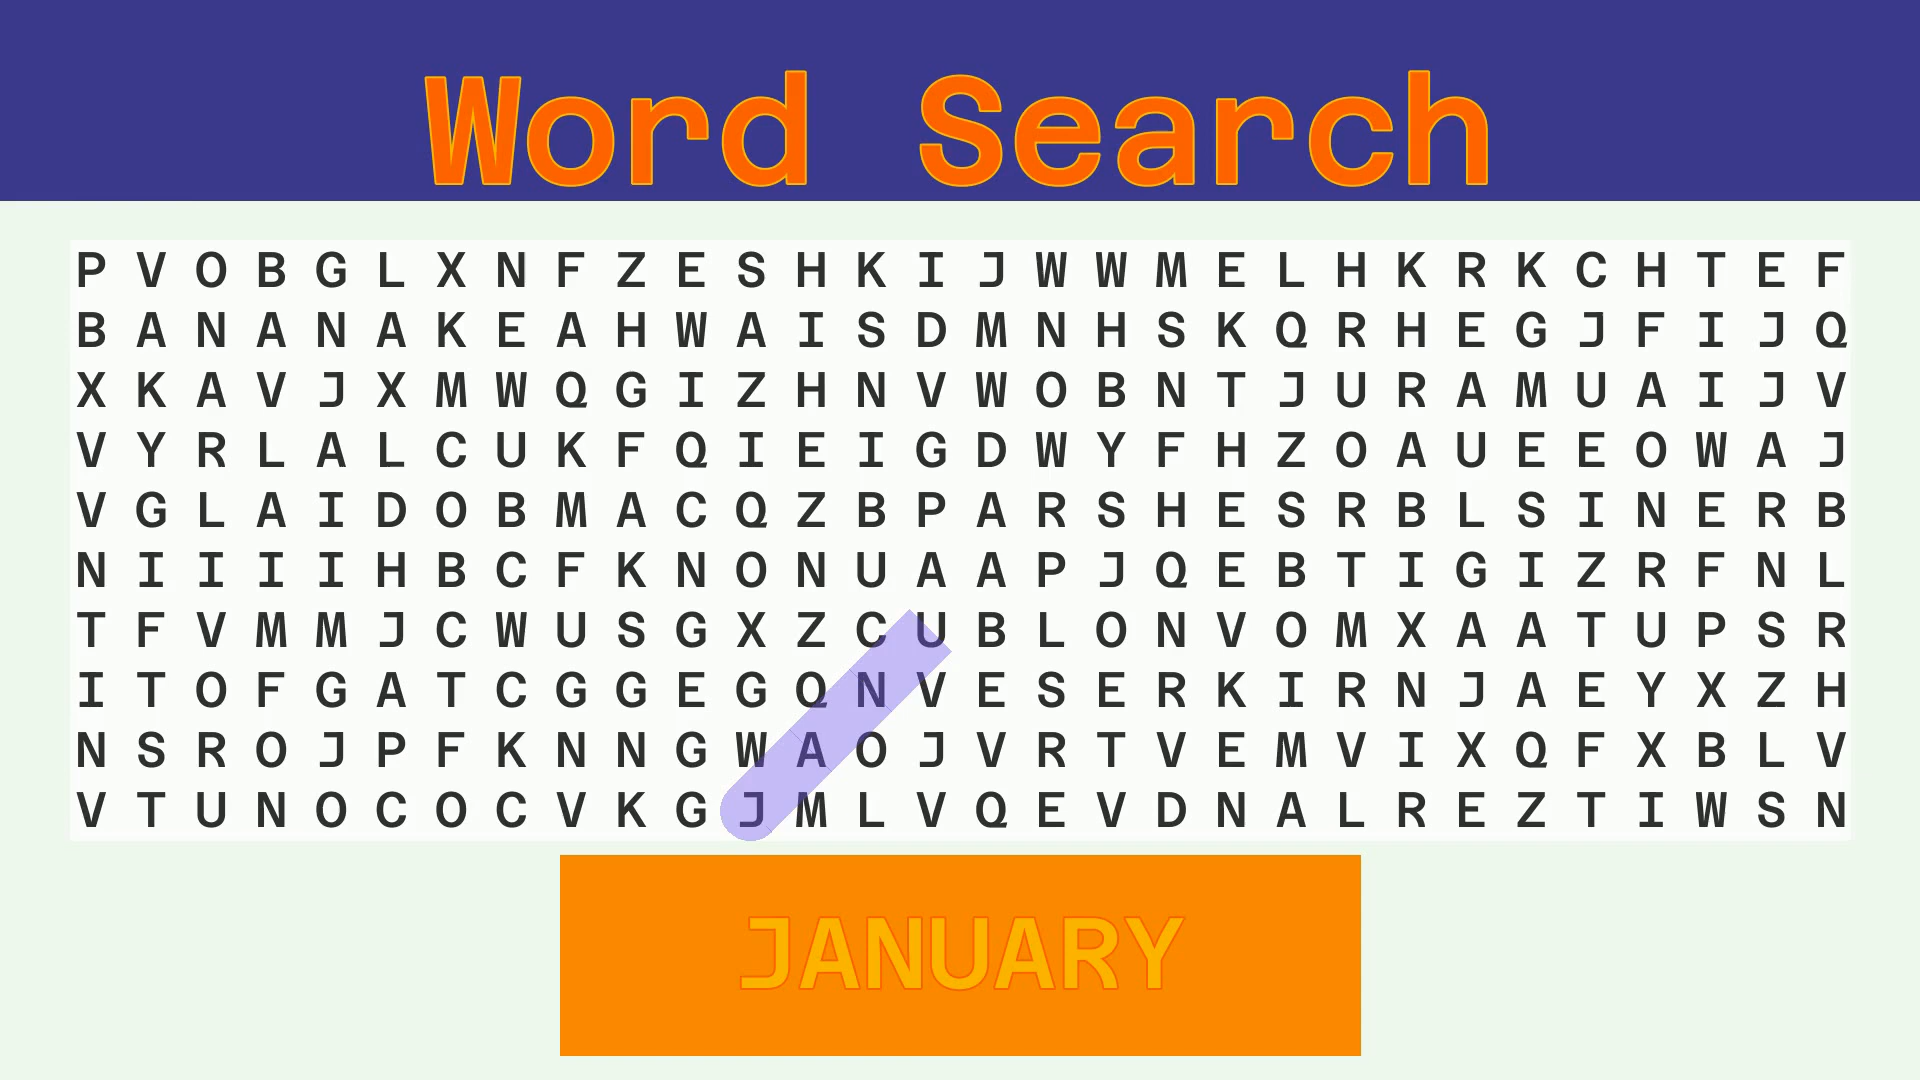 Word Search
P V O B G L X N F Z E S H K I J W W M E L H K R K C H T E F
B A N A N A K E A H W A I S D M N H S K Q R H E G J F I J Q
X K A V J X M W Q G I Z H N V W O B N T J U R A M U A I J V
V Y R L A L C U K F Q I E I G D W Y F H Z O A U E E O W A J
V G L A I D O B M A C Q Z B P A R S H E S R B L S I N E R B
N I I I I H B C F K N O N U A A P J Q E B T I G I Z R F N L
T F V M M J C W U S G X Z C U B L O N V O M X A A T U P S R
I T O F G A T C G G E G Q N V E S E R K I R N J A E Y X Z H
N S R O J P F K N N G W A O J V R T V E M V I X Q F X B L V
V T U N O C O C V K G J M L V Q E V D N A L R E Z T I W S N
JANUARY